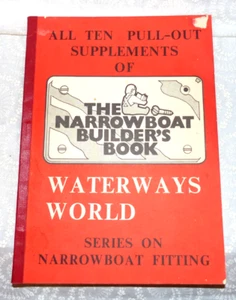 ALL TEN PULL-OUT
SUPPLEMENTS
OF
THE
NARROWBOAT
BUILDER'S
BOOK
WATERWAYS
WORLD
SERIES ON
NARROWBOAT FITTING